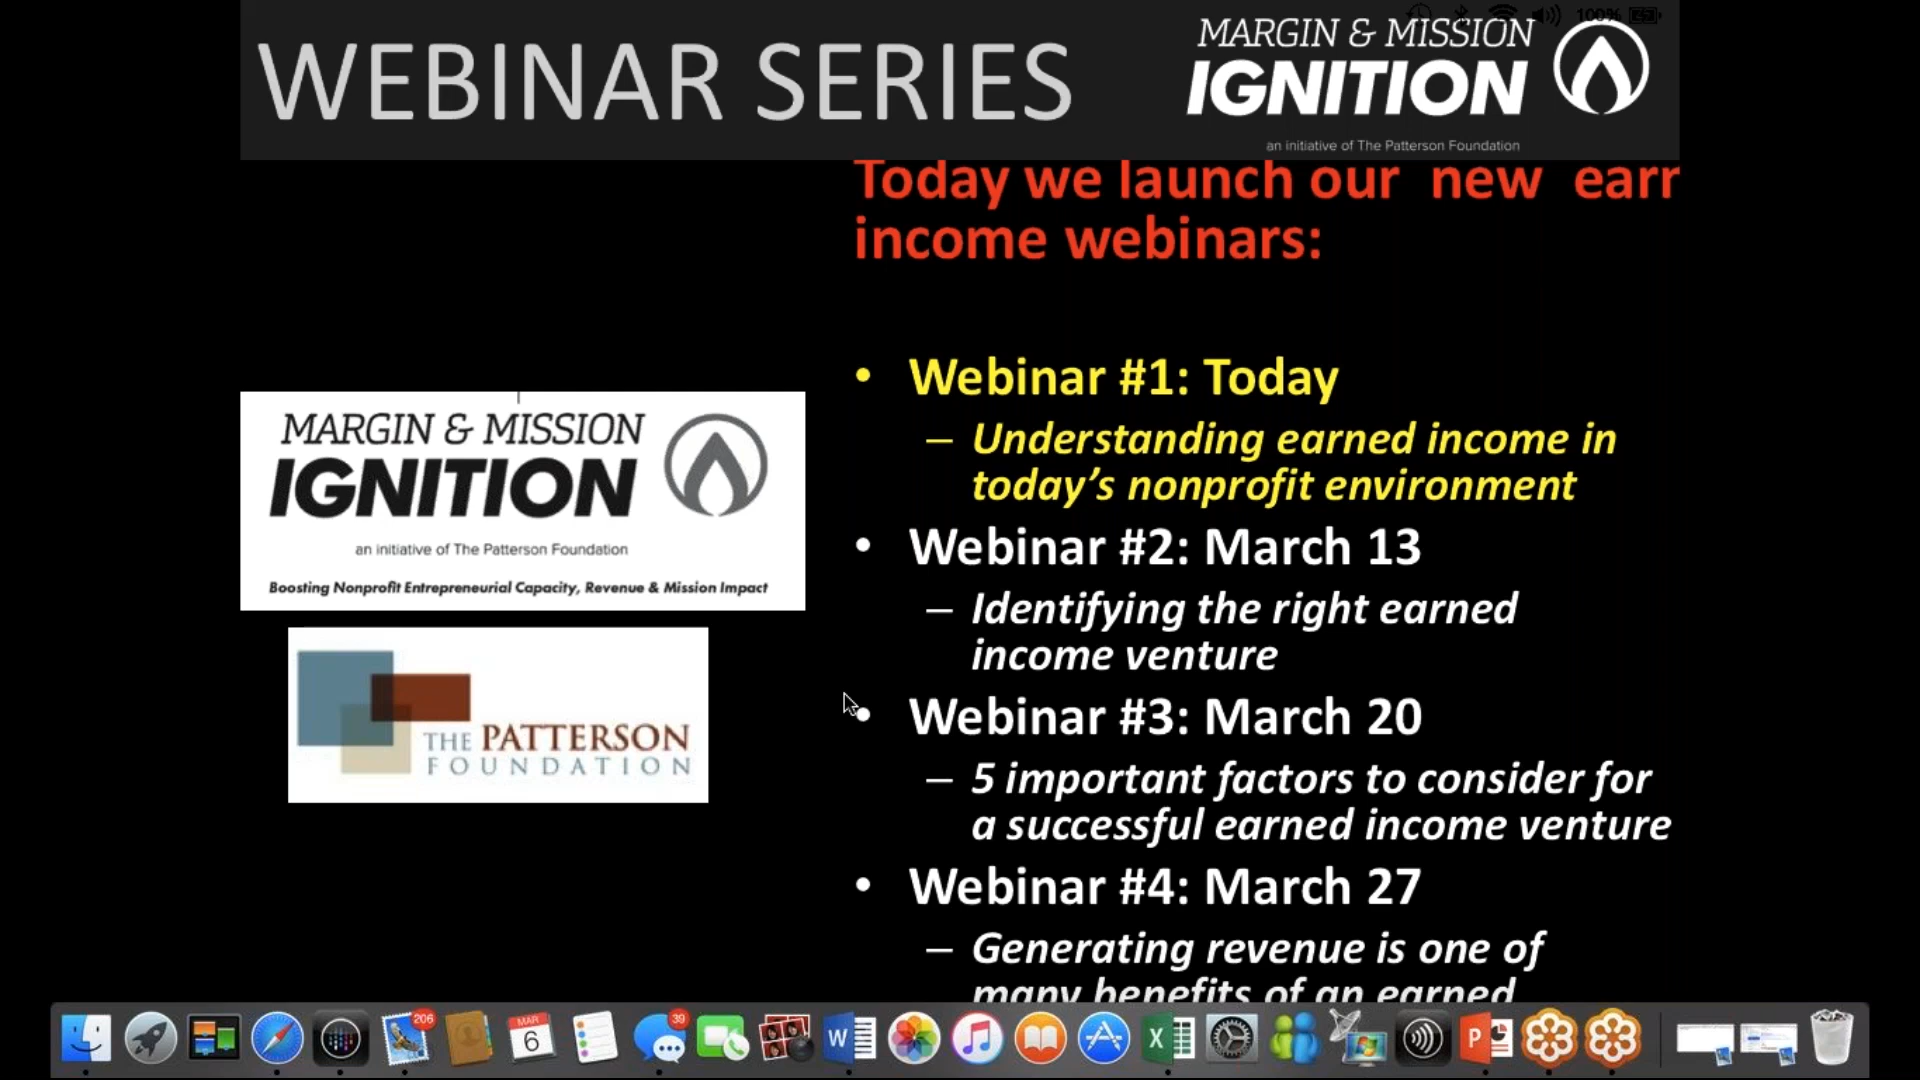 WEBINAR SERIES
100%
MARGIN & MISSION
IGNITION
an initiative of The Patterson Foundation
Today we launch our new earr
income webinars:
• Webinar #1: Today
– Understanding earned income in
today's nonprofit environment
• Webinar #2: March 13
– Identifying the right earned
income venture
• Webinar #3: March 20
– 5 important factors to consider for
a successful earned income venture
• Webinar #4: March 27
– Generating revenue is one of
many benefits of an earned
MARGIN & MISSION
IGNITION
an initiative of The Patterson Foundation
Boosting Nonprofit Entrepreneurial Capacity, Revenue & Mission Impact
THE PATTERSON
FOUNDATION
206
MAR
6
39
W
X
P